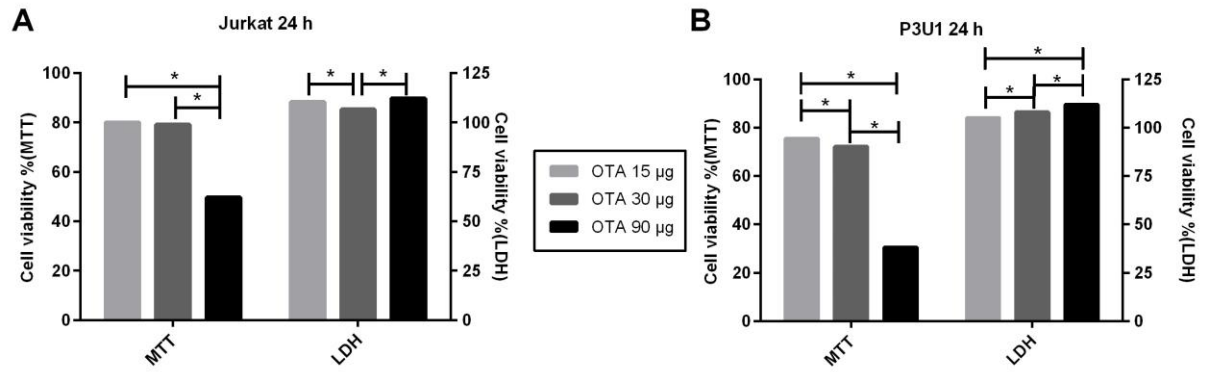 A
Jurkat 24 h
Cell viability %(MTT)
100
80
60
40
20
0
*
*
*
*
125
100
75
50
25
0
Cell viability %(LDH)
MTT
LDH
OTA 15 µg
OTA 30 µg
OTA 90 µg
B
P3U1 24 h
Cell viability %(MTT)
100
80
60
40
20
0
*
*
*
*
*
*
125
100
75
50
25
0
Cell viability %(LDH)
MTT
LDH